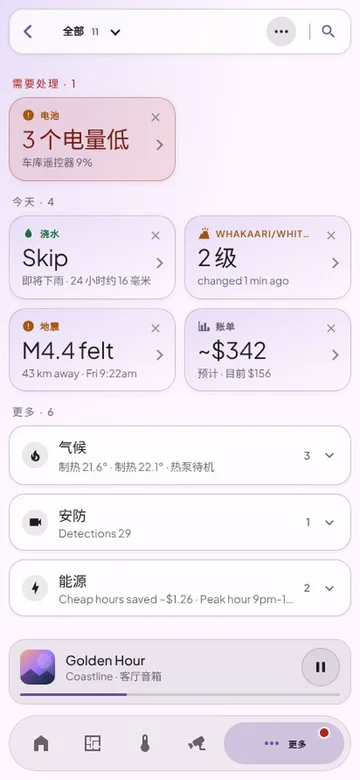 全部 11
需要处理 · 1
电池
3个电量低
车库遥控器 9%
今天 · 4
浇水
Skip
即将下雨 · 24 小时约 16 毫米
WHAKAARI/WHIT…
2级
changed 1 min ago
地震
M4.4 felt
43 km away · Fri 9:22am
账单
~$342
预计 · 目前 $156
更多 · 6
气候
制热 21.6° · 制热 22.1° · 热泵待机
3
安防
Detections 29
1
能源
Cheap hours saved ~$1.26 · Peak hour 9pm–1…
2
Golden Hour
Coastline · 客厅音箱
更多